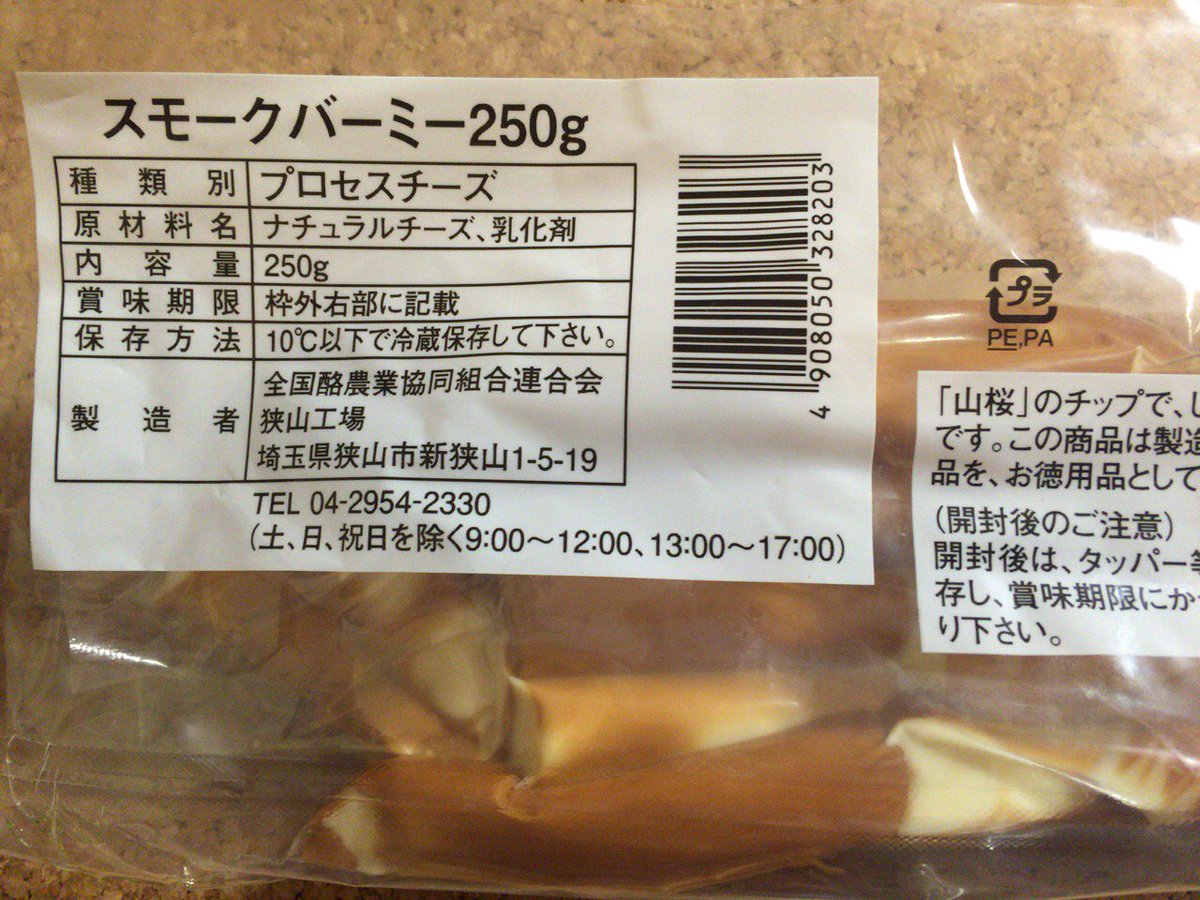 スモークバーミー250g
種類別 プロセスチーズ
原材料名 ナチュラルチーズ、乳化剤
内容量 250g
賞味期限 枠外右部に記載
保存方法 10℃以下で冷蔵保存して下さい。
製造者 全国酪農業協同組合連合会
狭山工場
埼玉県狭山市新狭山1-5-19
TEL 04-2954-2330
(土、日、祝日を除く9:00〜12:00、13:00〜17:00)
4 908050 328203
プラ
PE,PA
「山桜」のチップで、し
です。この商品は製造
品を、お徳用品として
(開封後のご注意)
開封後は、タッパー等
存し、賞味期限にかか
り下さい。